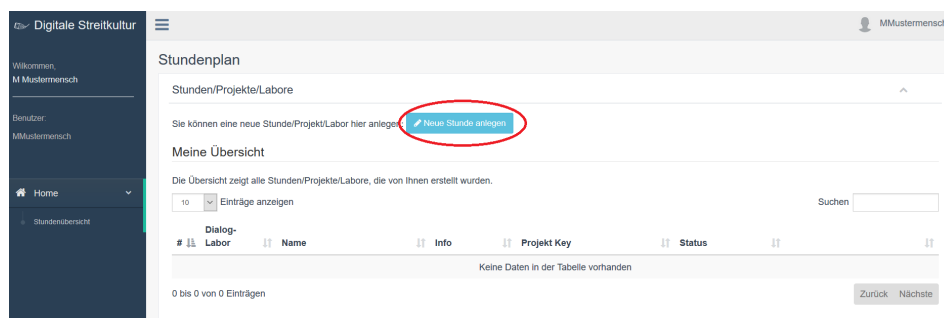 Digitale Streitkultur
MMustermensch
Wilkommen,
M Mustermensch
Benutzer:
MMustermensch
Home
Stundenübersicht
Stundenplan
Stunden/Projekte/Labore
Sie können eine neue Stunde/Projekt/Labor hier anlegen: Neue Stunde anlegen
Meine Übersicht
Die Übersicht zeigt alle Stunden/Projekte/Labore, die von Ihnen erstellt wurden.
10 Einträge anzeigen Suchen
# Dialog-
Labor Name Info Projekt Key Status
Keine Daten in der Tabelle vorhanden
0 bis 0 von 0 Einträgen Zurück Nächste